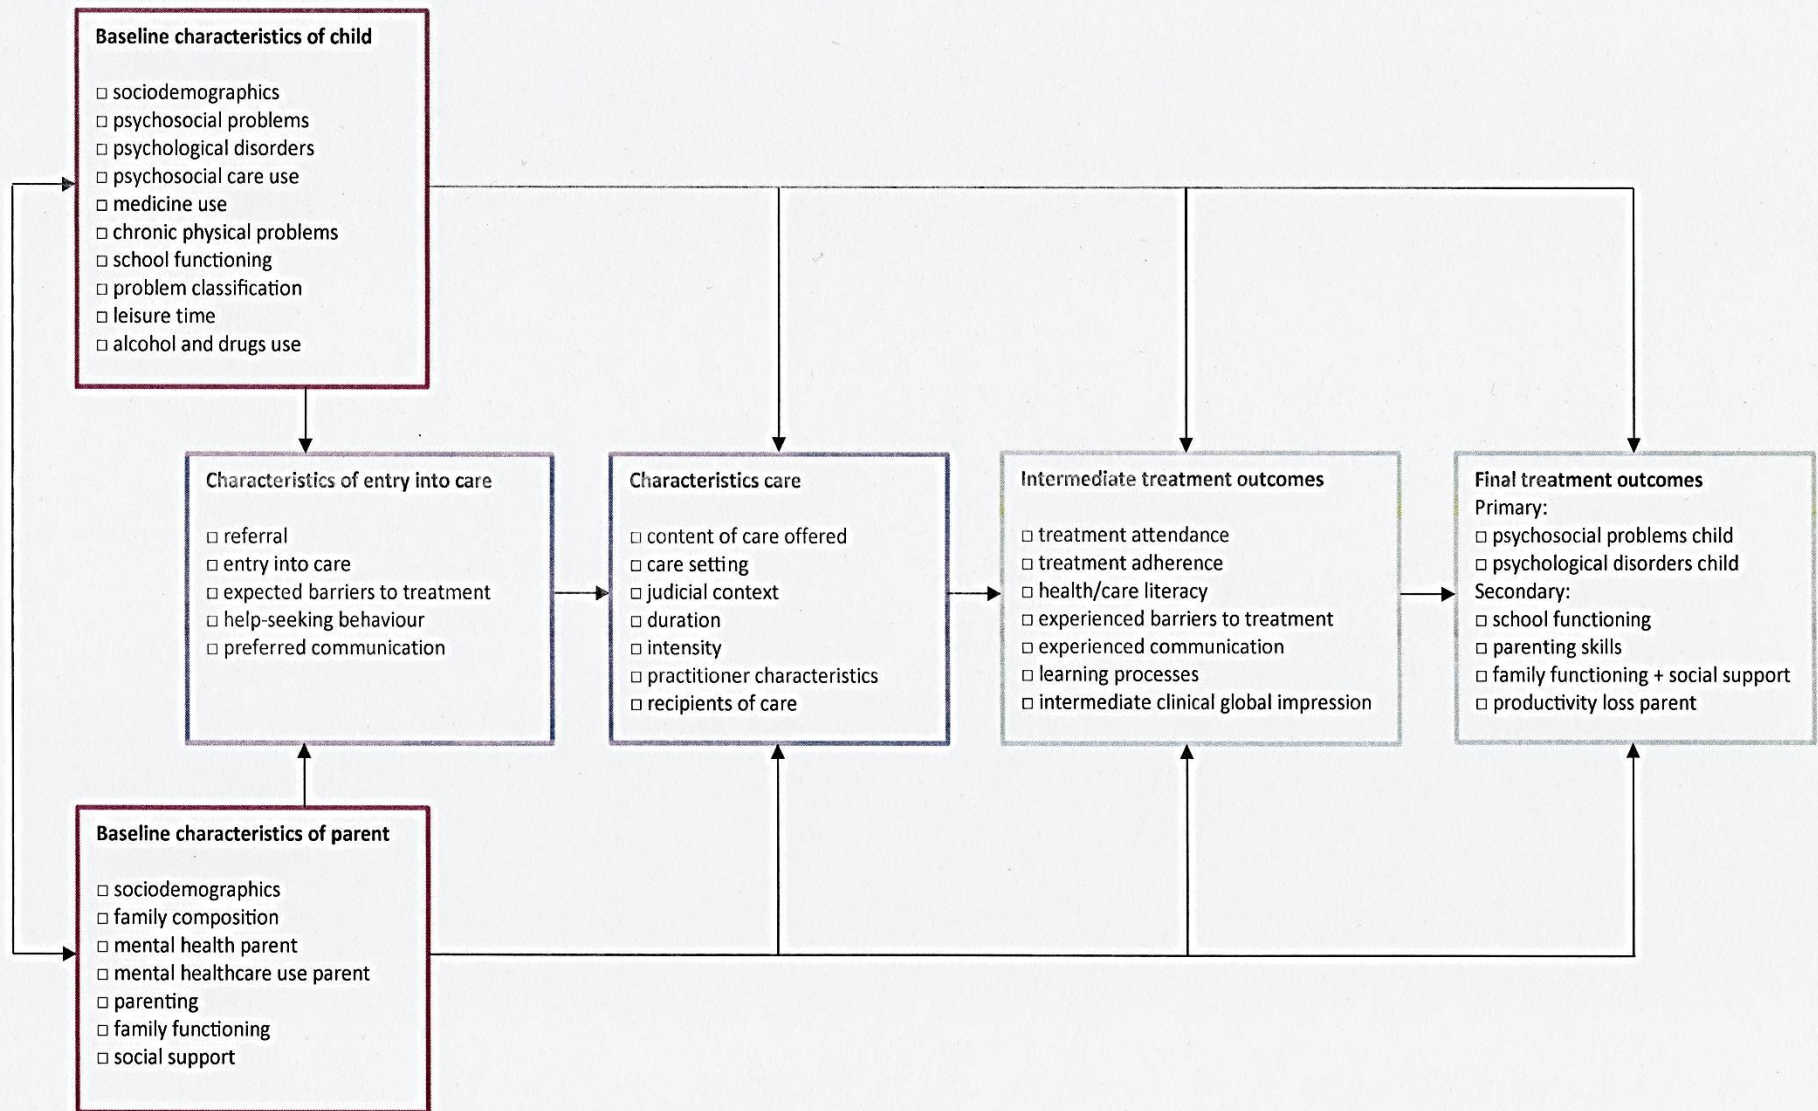 Baseline characteristics of child
□ sociodemographics
□ psychosocial problems
□ psychological disorders
□ psychosocial care use
□ medicine use
□ chronic physical problems
□ school functioning
□ problem classification
□ leisure time
□ alcohol and drugs use
Characteristics of entry into care
□ referral
□ entry into care
□ expected barriers to treatment
□ help-seeking behaviour
□ preferred communication
Characteristics care
□ content of care offered
□ care setting
□ judicial context
□ duration
□ intensity
□ practitioner characteristics
□ recipients of care
Intermediate treatment outcomes
□ treatment attendance
□ treatment adherence
□ health/care literacy
□ experienced barriers to treatment
□ experienced communication
□ learning processes
□ intermediate clinical global impression
Final treatment outcomes
Primary:
□ psychosocial problems child
□ psychological disorders child
Secondary:
□ school functioning
□ parenting skills
□ family functioning + social support
□ productivity loss parent
Baseline characteristics of parent
□ sociodemographics
□ family composition
□ mental health parent
□ mental healthcare use parent
□ parenting
□ family functioning
□ social support